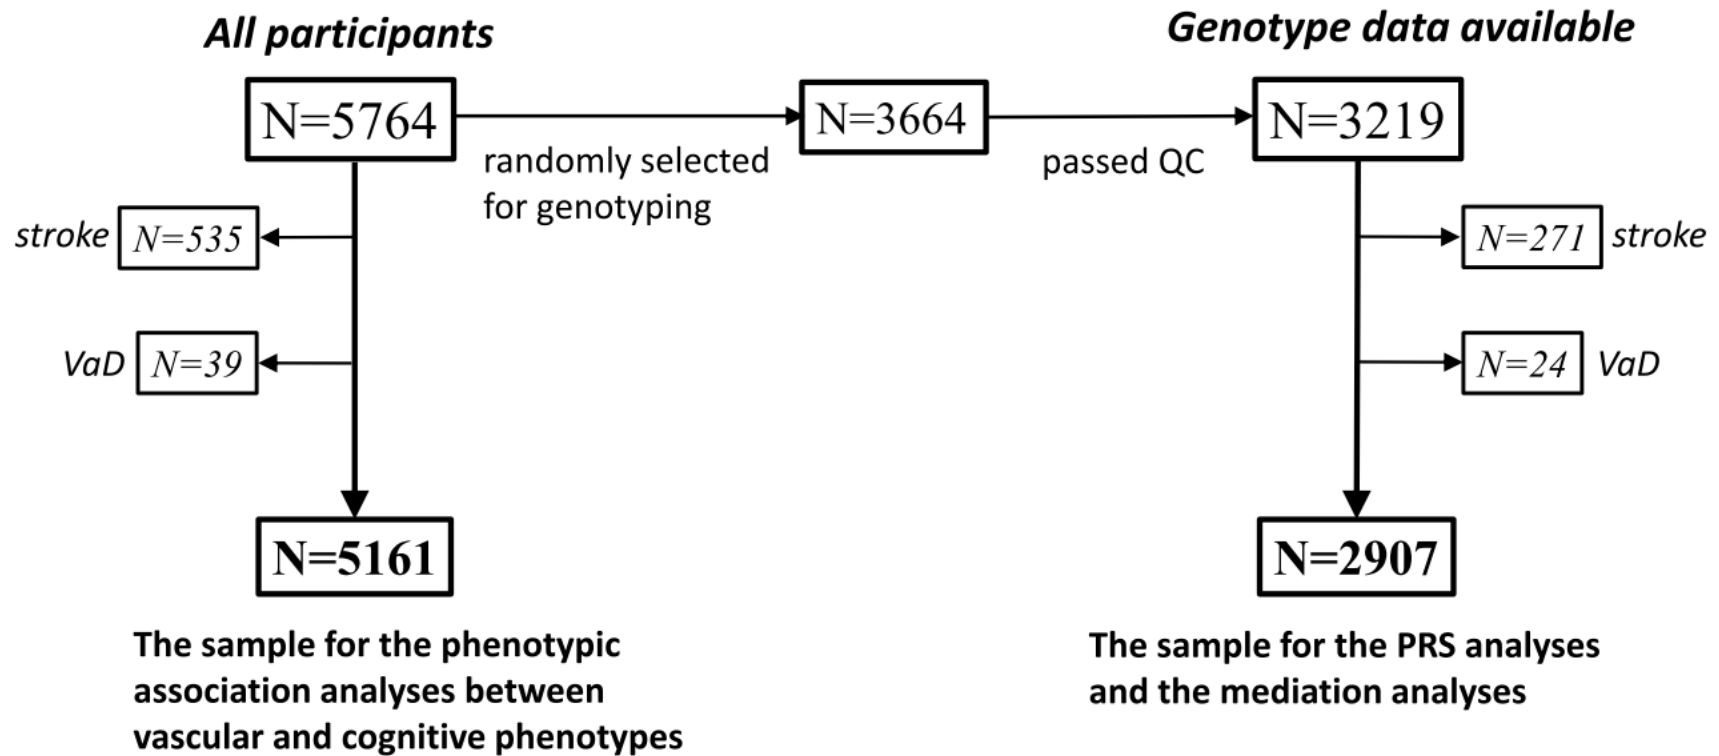 All participants
Genotype data available
N=5764
N=3664
N=3219
randomly selected
for genotyping
passed QC
stroke N=535
N=271 stroke
VaD N=39
N=24 VaD
N=5161
N=2907
The sample for the phenotypic
association analyses between
vascular and cognitive phenotypes
The sample for the PRS analyses
and the mediation analyses